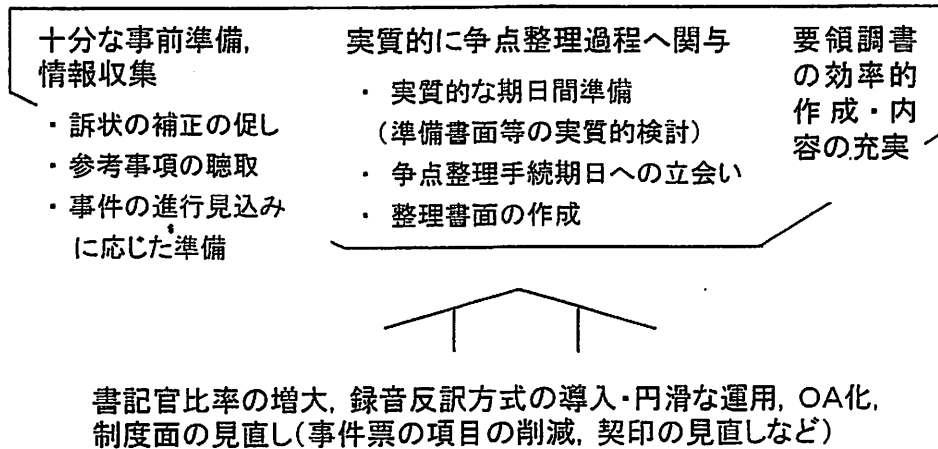 十分な事前準備,
情報収集
・訴状の補正の促し
・参考事項の聴取
・事件の進行見込み
に応じた準備
実質的に争点整理過程へ関与
・ 実質的な期日間準備
(準備書面等の実質的検討)
・ 争点整理手続期日への立会い
・ 整理書面の作成
要領調書
の効率的
作成・内
容の充実
書記官比率の増大, 録音反訳方式の導入・円滑な運用, OA化,
制度面の見直し(事件票の項目の削減, 契印の見直しなど)